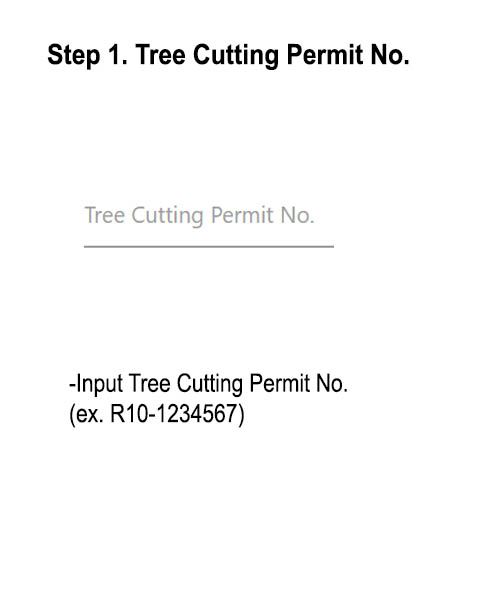 Step 1. Tree Cutting Permit No.
Tree Cutting Permit No.
-Input Tree Cutting Permit No.
(ex. R10-1234567)